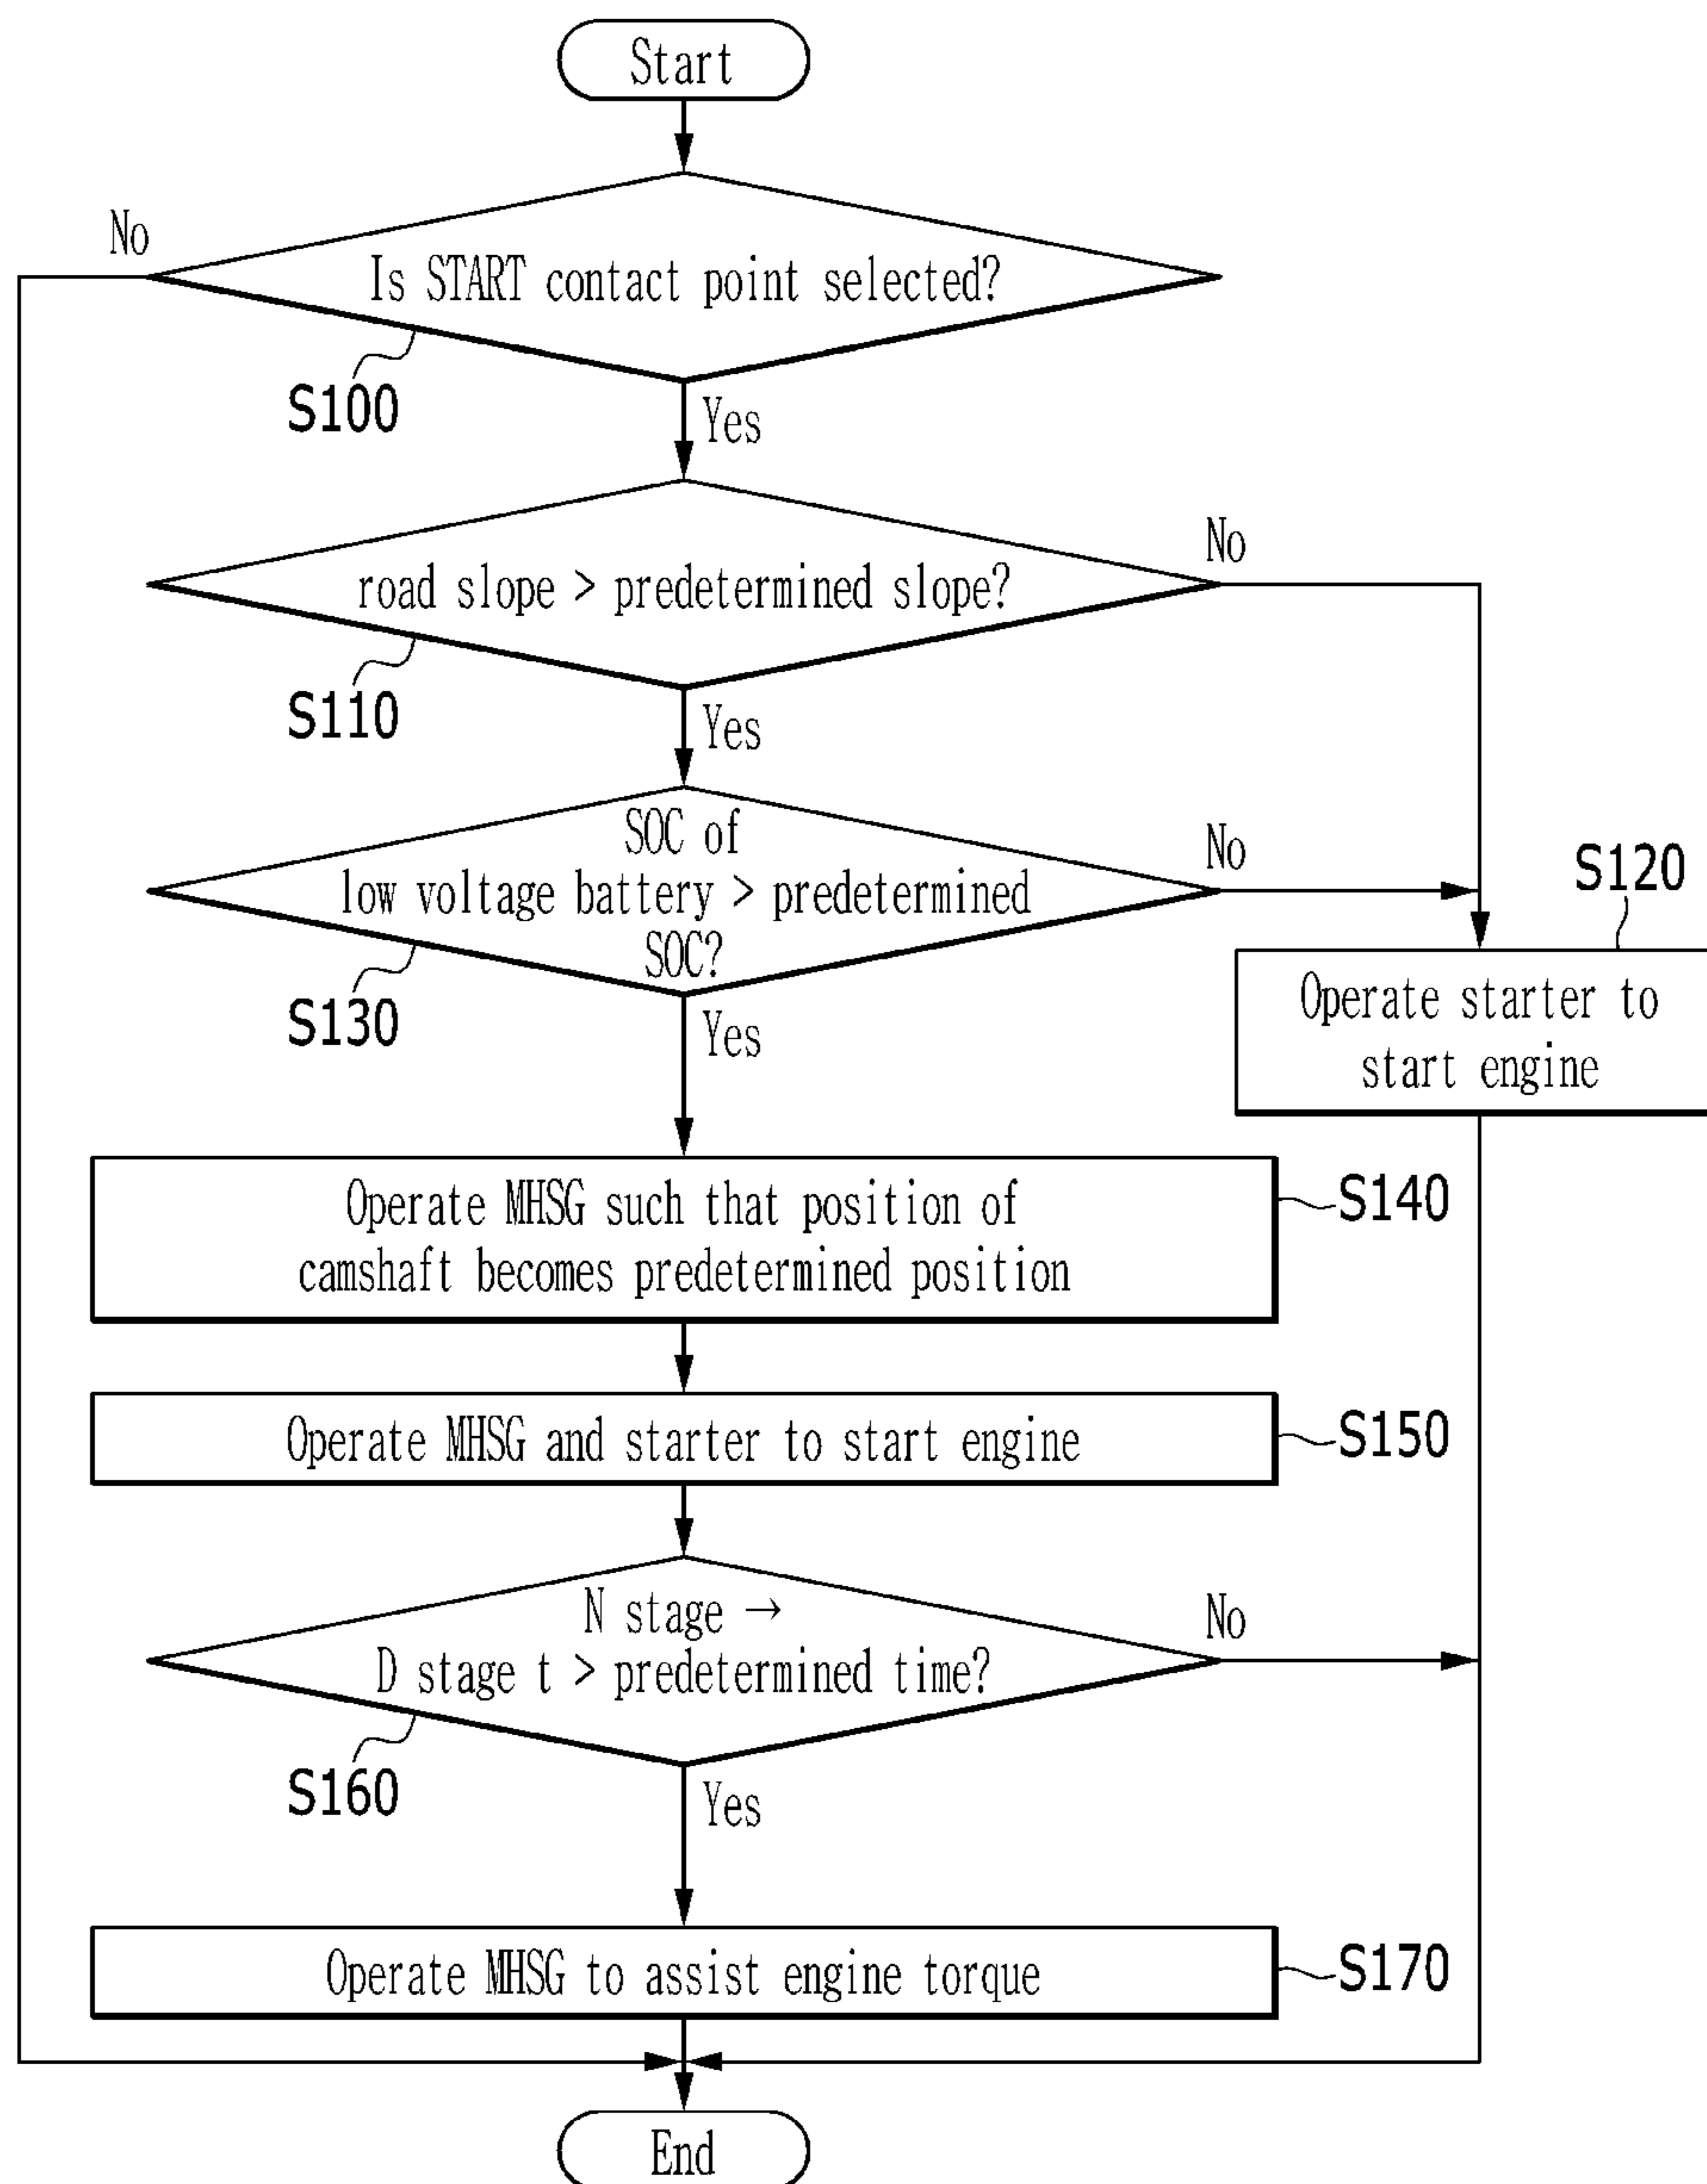 Start
No
Is START contact point selected?
S100
Yes
No
road slope > predetermined slope?
S110
Yes
SOC of
No
low voltage battery > predetermined
SOC?
S120
S130
Yes
Operate starter to
start engine
Operate MHSG such that position of
camshaft becomes predetermined position
S140
Operate MHSG and starter to start engine
S150
N stage →
No
D stage t > predetermined time?
S160
Yes
Operate MHSG to assist engine torque
S170
End